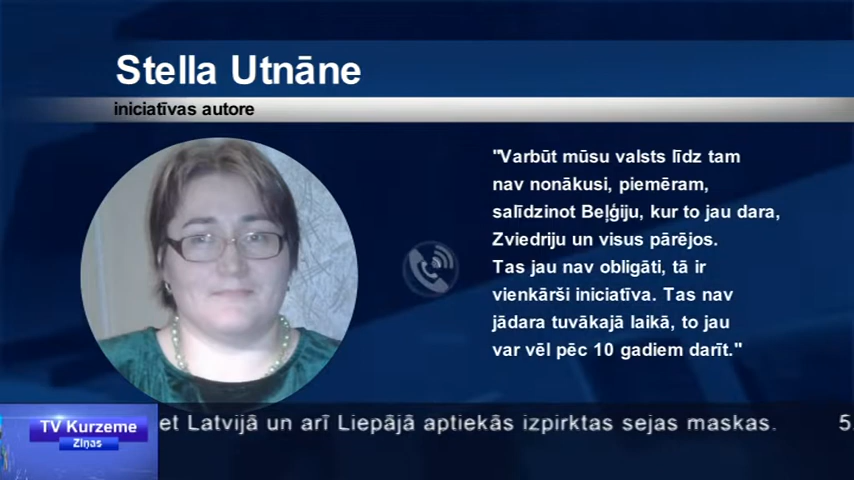 Stella Utnāne
iniciatīvas autore
"Varbūt mūsu valsts līdz tam
nav nonākusi, piemēram,
salīdzinot Beļģiju, kur to jau dara,
Zviedriju un visus pārējos.
Tas jau nav obligāti, tā ir
vienkārši iniciatīva. Tas nav
jādara tuvākajā laikā, to jau
var vēl pēc 10 gadiem darīt."
TV Kurzeme
Ziņas
et Latvijā un arī Liepājā aptiekās izpirktas sejas maskas. 5